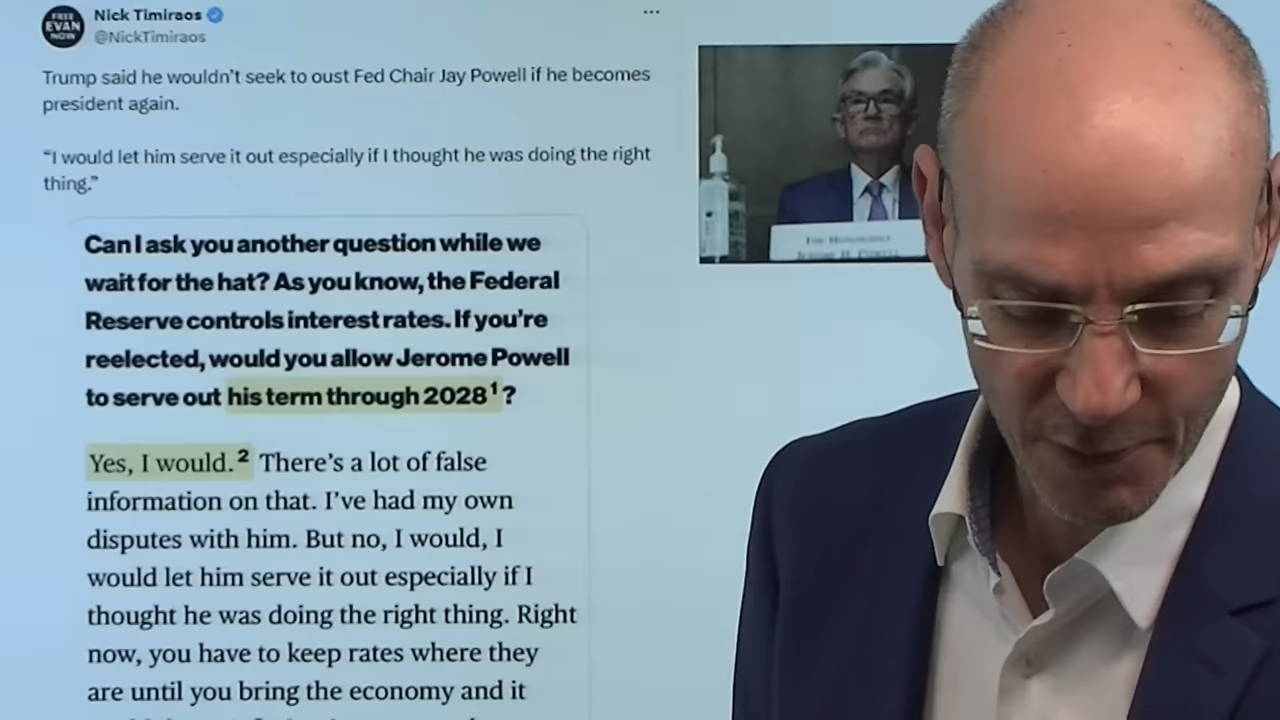 FREE
EVAN
NOW
Nick Timiraos
@NickTimiraos
...
Trump said he wouldn't seek to oust Fed Chair Jay Powell if he becomes
president again.
“I would let him serve it out especially if I thought he was doing the right
thing.”
Can I ask you another question while we
wait for the hat? As you know, the Federal
Reserve controls interest rates. If you’re
reelected, would you allow Jerome Powell
to serve out his term through 2028¹?
Yes, I would.² There’s a lot of false
information on that. I’ve had my own
disputes with him. But no, I would, I
would let him serve it out especially if I
thought he was doing the right thing. Right
now, you have to keep rates where they
are until you bring the economy and it
The Honorable
Jerome H. Powell